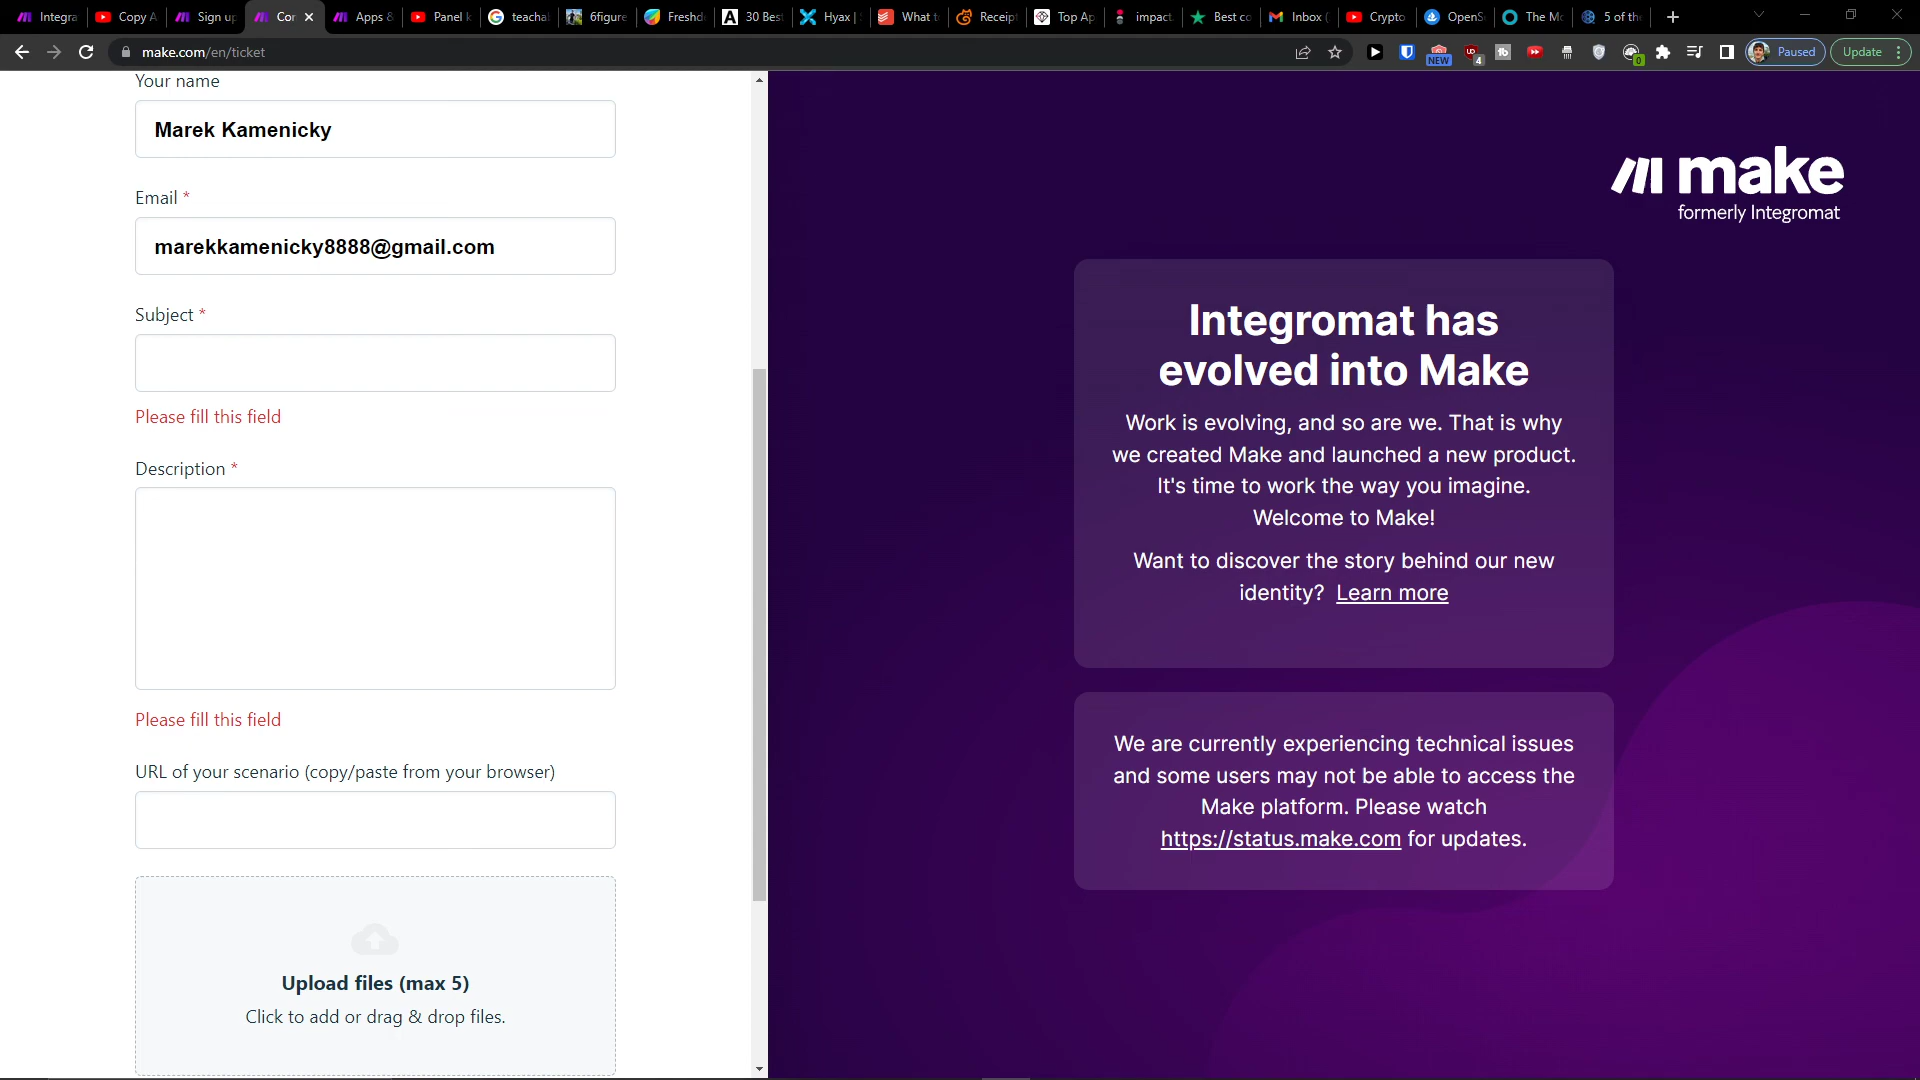 Integra
Copy A
Sign up
Cor
Apps &
Panel k
teacha
6figure
Freshd
30 Bes
Hyax |
What t
Receip
Top Ap
impact.
Best co
Inbox (
Crypto
OpenS
The Mo
5 of th
make.com/en/ticket
NEW
4
0
Paused
Update
Your name
Marek Kamenicky
Email *
marekkamenicky8888@gmail.com
Subject *
Please fill this field
Description *
Please fill this field
URL of your scenario (copy/paste from your browser)
Upload files (max 5)
Click to add or drag & drop files.
make
formerly Integromat
Integromat has
evolved into Make
Work is evolving, and so are we. That is why
we created Make and launched a new product.
It's time to work the way you imagine.
Welcome to Make!
Want to discover the story behind our new
identity? Learn more
We are currently experiencing technical issues
and some users may not be able to access the
Make platform. Please watch
https://status.make.com for updates.